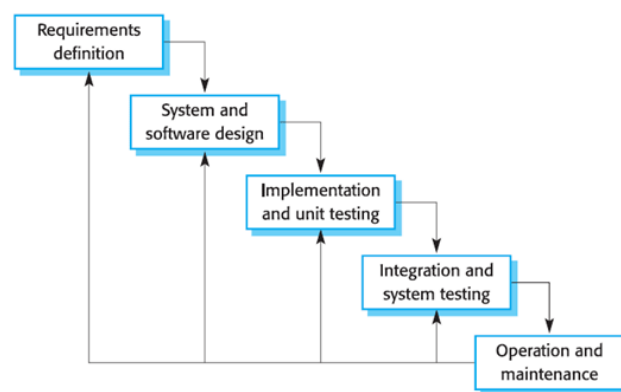 Requirements
definition
System and
software design
Implementation
and unit testing
Integration and
system testing
Operation and
maintenance